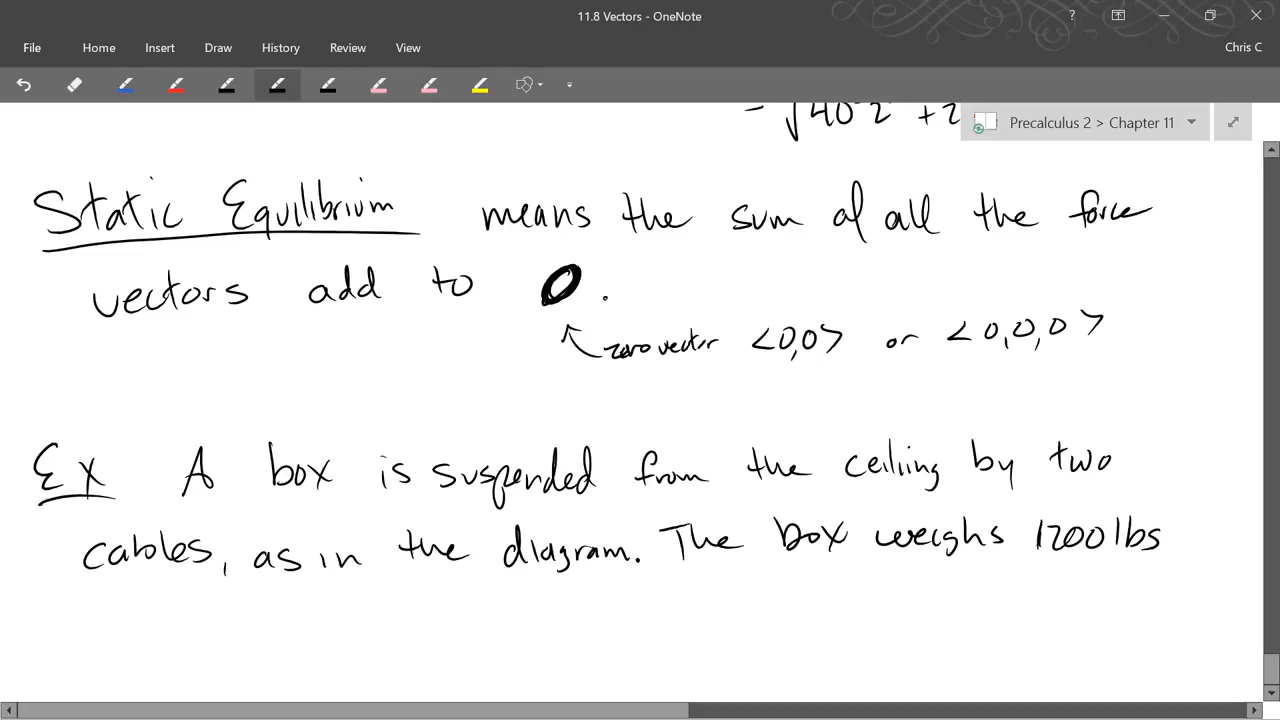 11.8 Vectors - OneNote
File Home Insert Draw History Review View Chris C
Precalculus 2 > Chapter 11
Static Equilibrium means the sum of all the force
vectors add to 0.
zero vector <0,0> or <0,0,0>
Ex A box is suspended from the ceiling by two
cables, as in the diagram. The box weighs 1200 lbs